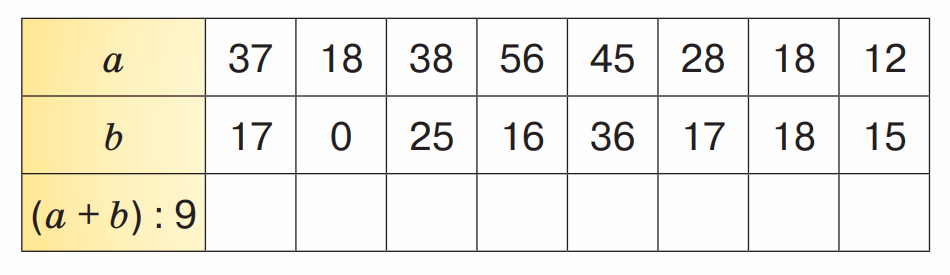 a 37 18 38 56 45 28 18 12
b 17 0 25 16 36 17 18 15
(a + b) : 9